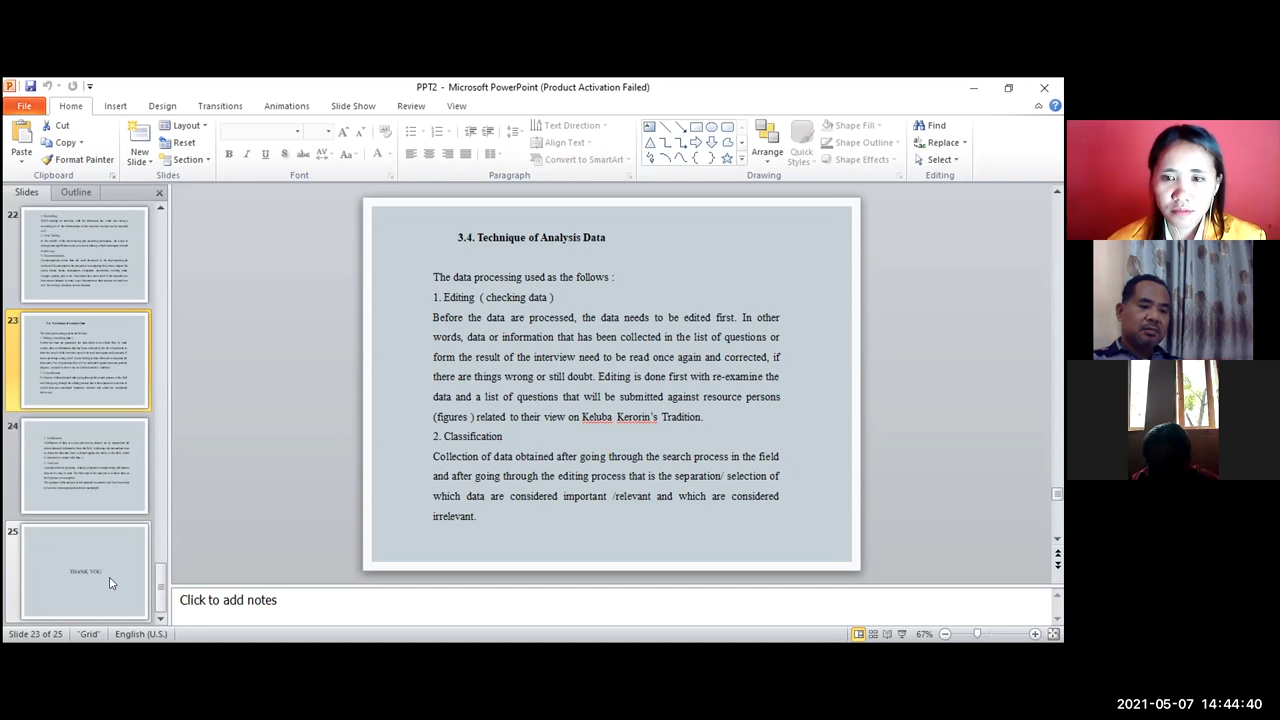 PPT2 - Microsoft PowerPoint (Product Activation Failed)
File Home Insert Design Transitions Animations Slide Show Review View
Paste
Cut
Copy
Format Painter
Clipboard
New Slide
Layout
Reset
Section
Slides
B I U S abc AV Aa A
Font
Text Direction
Align Text
Convert to SmartArt
Paragraph
Arrange
Quick Styles
Shape Fill
Shape Outline
Shape Effects
Drawing
Find
Replace
Select
Editing
Slides Outline
22
23
24
25
THANK YOU
3.4. Technique of Analysis Data
The data processing used as the follows :
1. Editing ( checking data )
Before the data are processed, the data needs to be edited first. In other
words, data or information that has been collected in the list of questions or
form the result of the interview need to be read once again and corrected, if
there are things wrong or still doubt. Editing is done first with re-examine the
data and a list of questions that will be submitted against resource persons
(figures ) related to their view on Keluba Kerorin's Tradition.
2. Classification
Collection of data obtained after going through the search process in the field
and after going through the editing process that is the separation/ selection of
which data are considered important /relevant and which are considered
irrelevant.
Click to add notes
Slide 23 of 25 "Grid" English (U.S.) 67%
2021-05-07 14:44:40